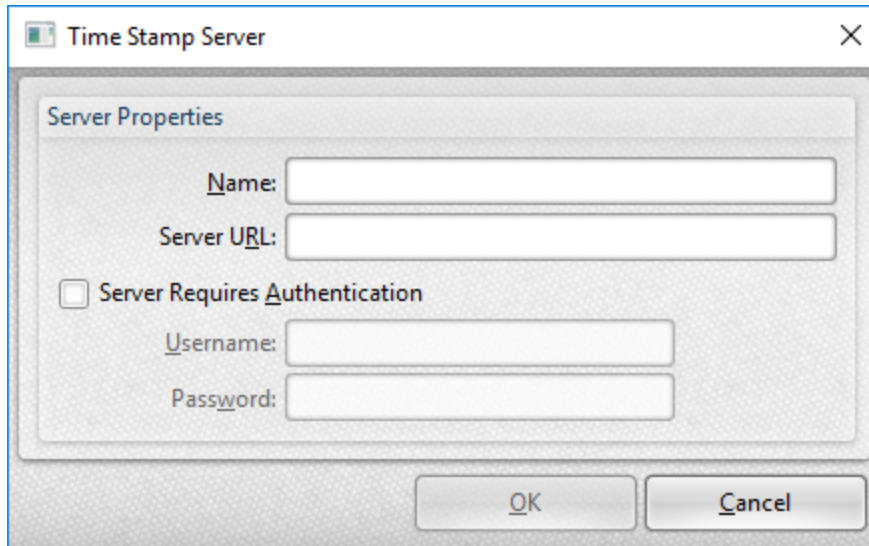 Time Stamp Server
Server Properties
Name:
Server URL:
Server Requires Authentication
Username:
Password:
OK Cancel